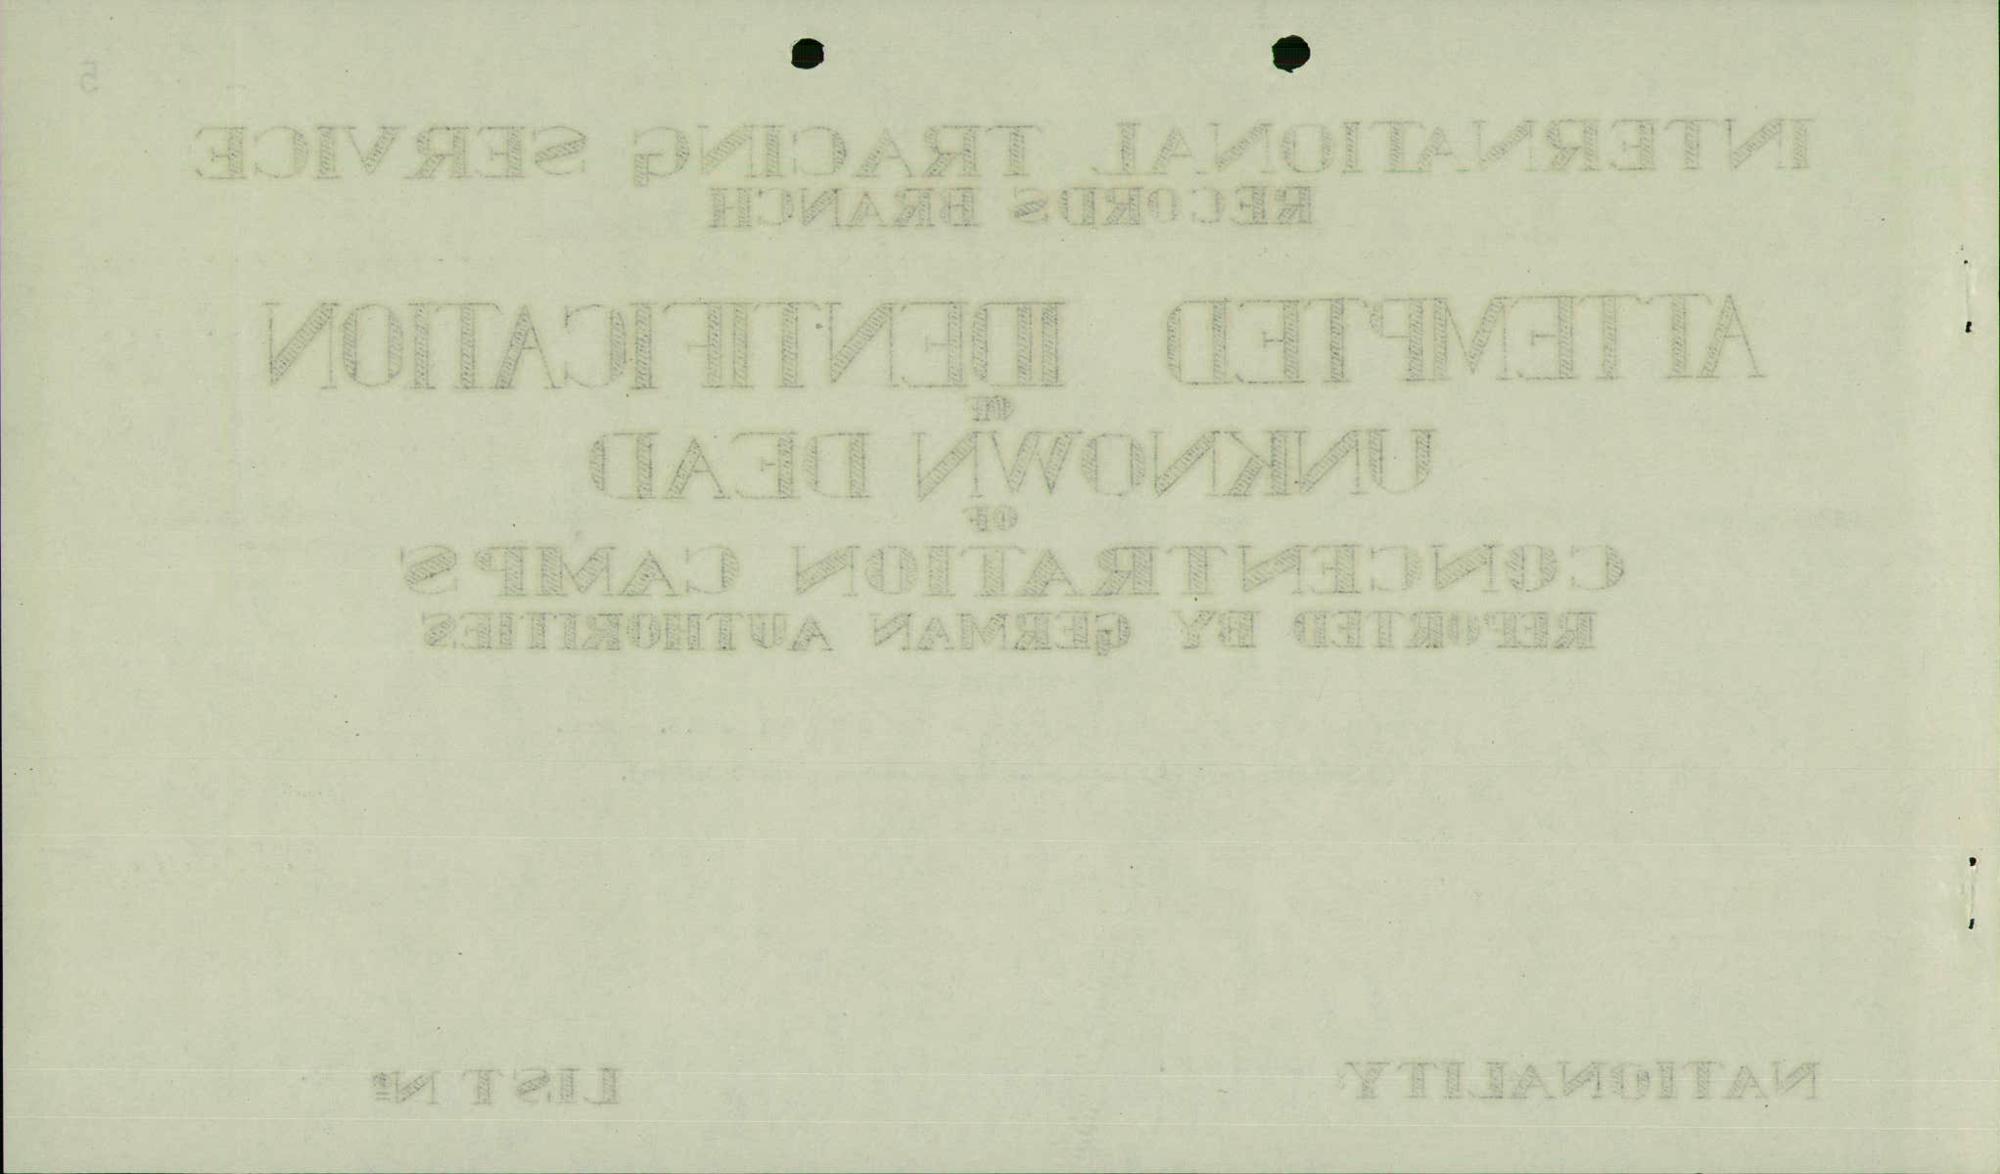 5
INTERNATIONAL TRACING SERVICE
RECORDS BRANCH
ATTEMPTED IDENTIFICATION
OF
UNKNOWN DEAD
OF
CONCENTRATION CAMPS
REPORTED BY GERMAN AUTHORITIES
NATIONALITY
LIST Nº